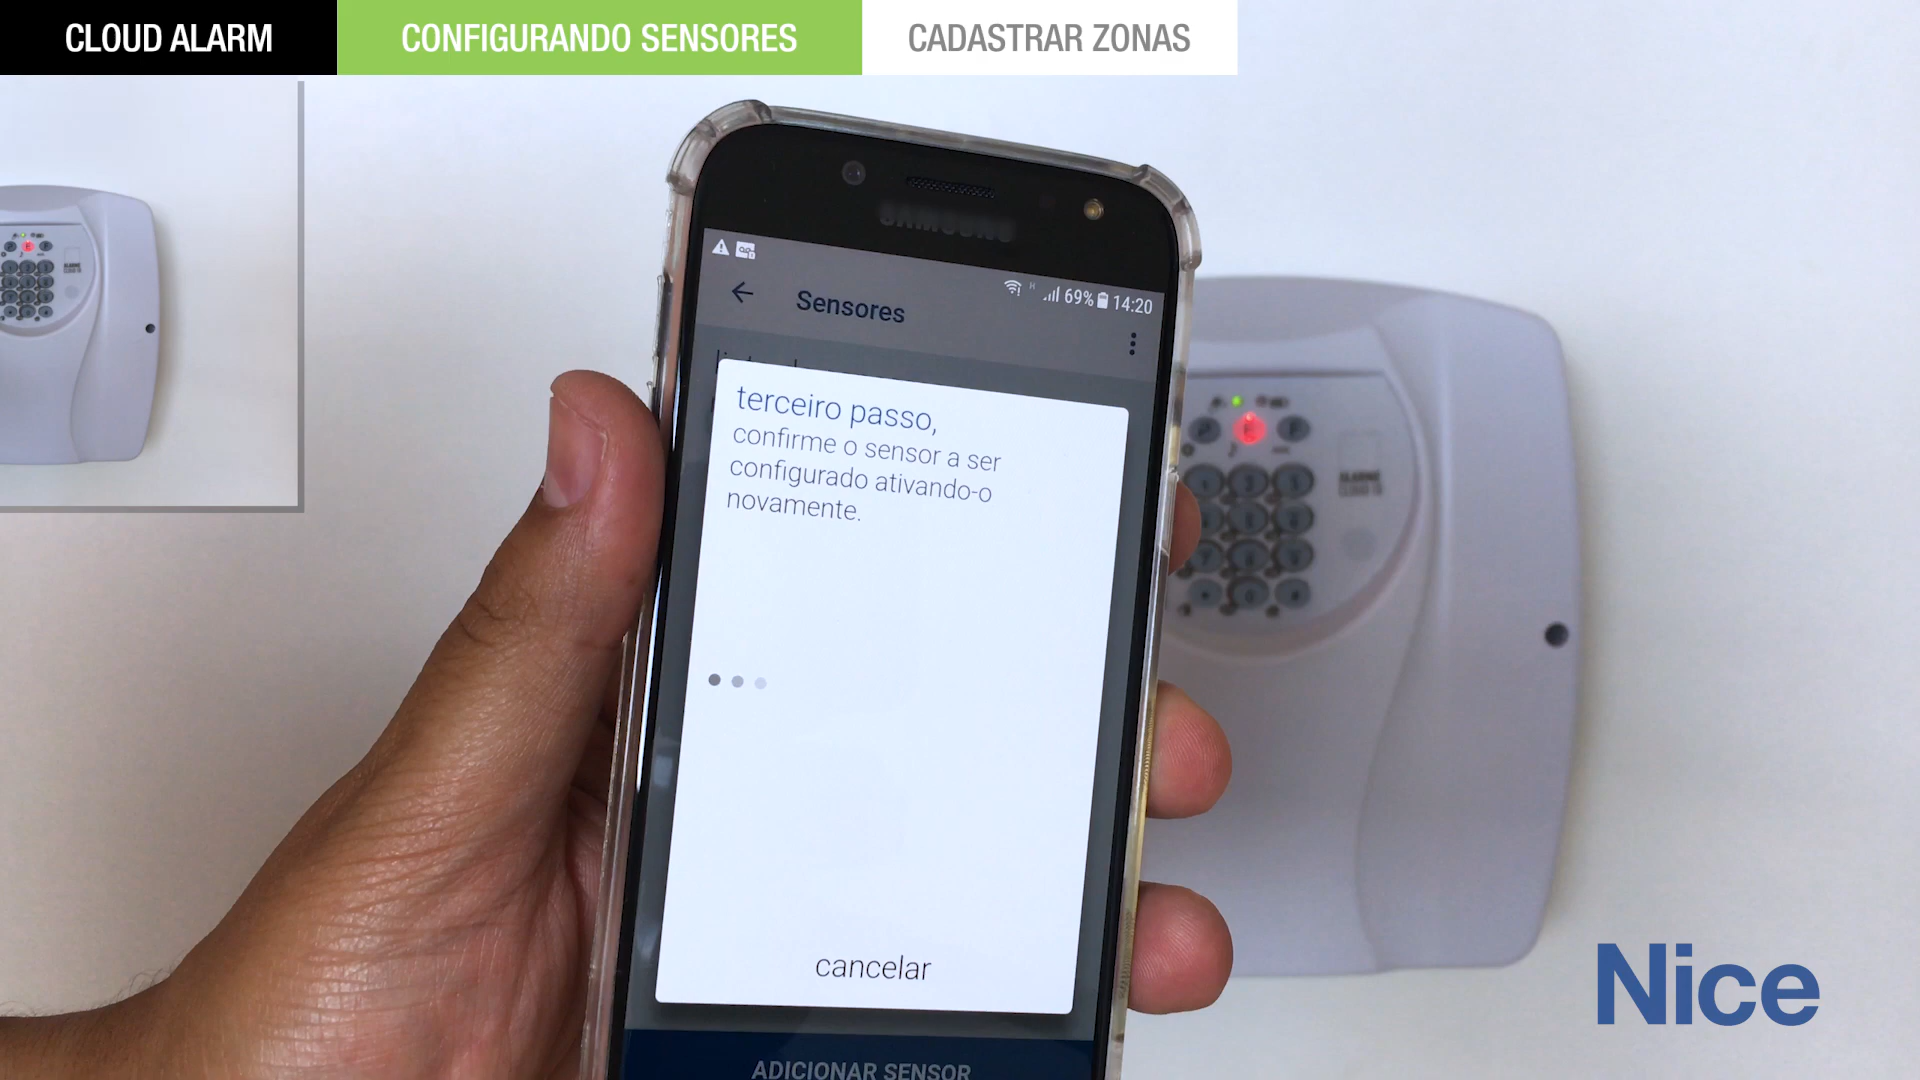 CLOUD ALARM
CONFIGURANDO SENSORES
CADASTRAR ZONAS
SAMSUNG
69% 14:20
Sensores
terceiro passo,
confirme o sensor a ser
configurado ativando-o
novamente.
cancelar
ADICIONAR SENSOR
Nice